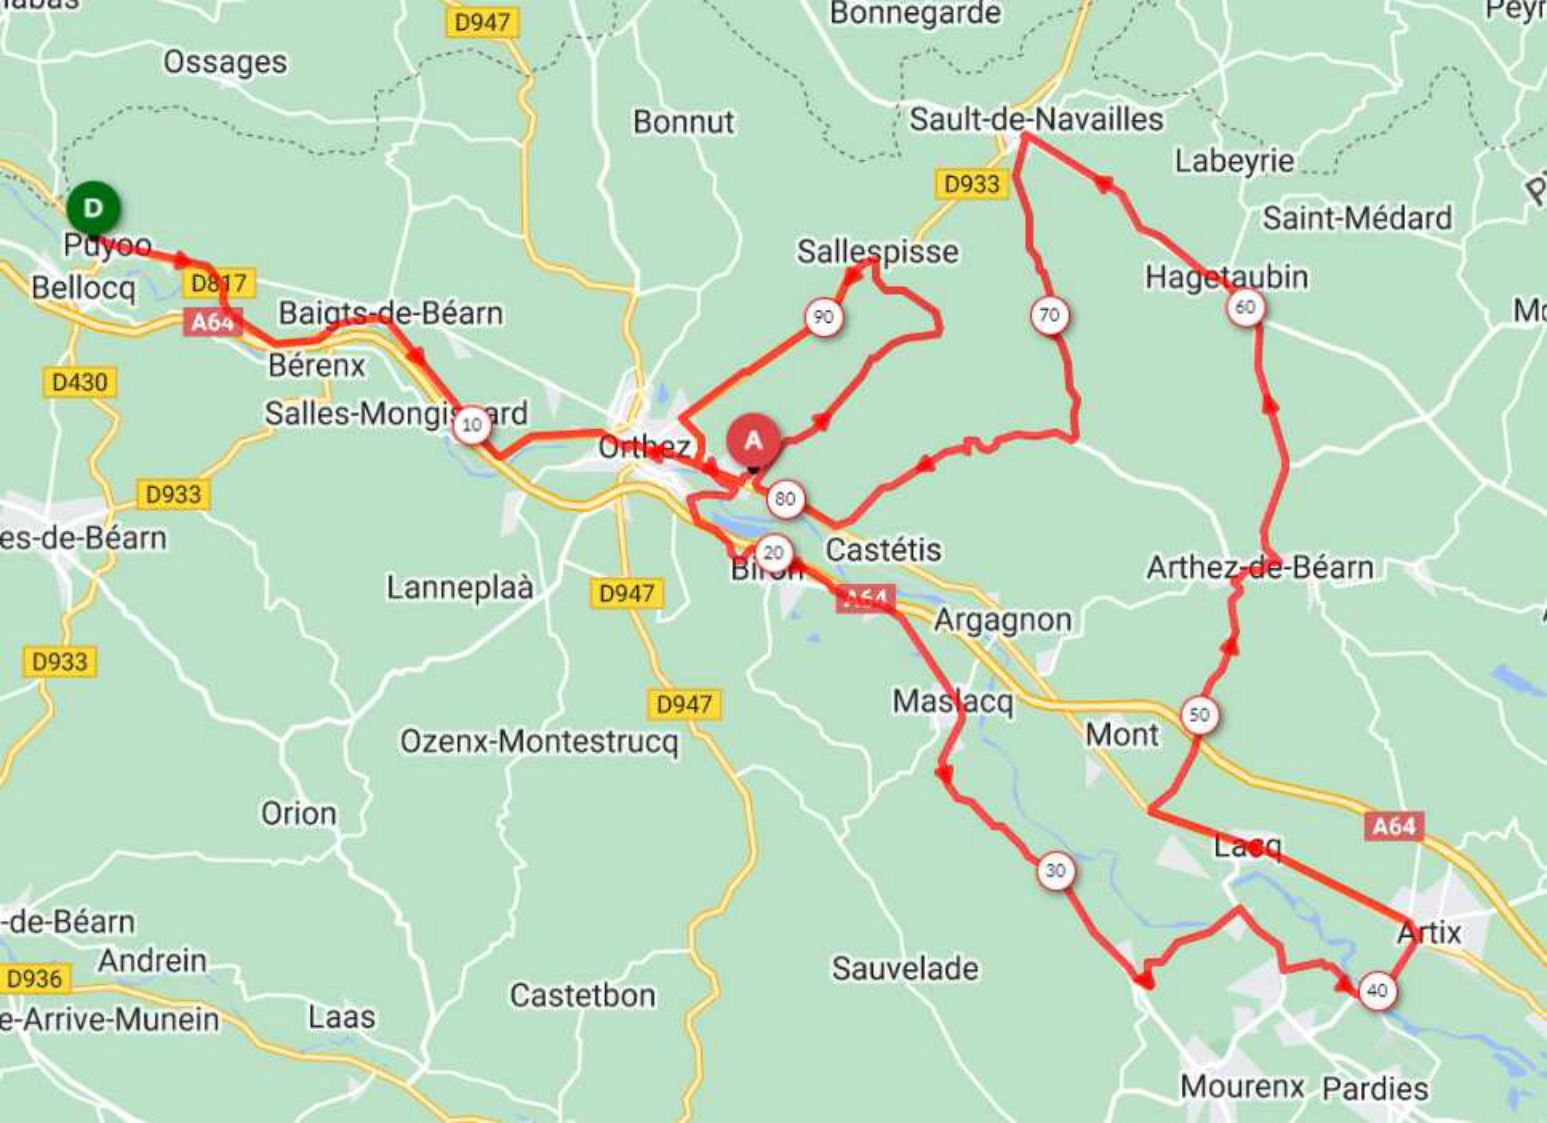 D947
Bonnegarde
Ossages
Bonnut
Sault-de-Navailles
Labeyrie
D933
D
Saint-Médard
Puyoo
Sallespisse
Hagetaubin
Bellocq
D817
Baigts-de-Béarn
A64
90
70
60
Bérenx
D430
Salles-Mongiscard
10
Orthez
A
D933
80
es-de-Béarn
20
Castétis
Biron
Arthez-de-Béarn
Lanneplaà
D947
A64
Argagnon
D933
Maslacq
D947
50
Mont
Ozenx-Montestrucq
Orion
A64
Lacq
30
-de-Béarn
Artix
Andrein
D936
Sauvelade
40
Castetbon
e-Arrive-Munein
Laas
Mourenx
Pardies